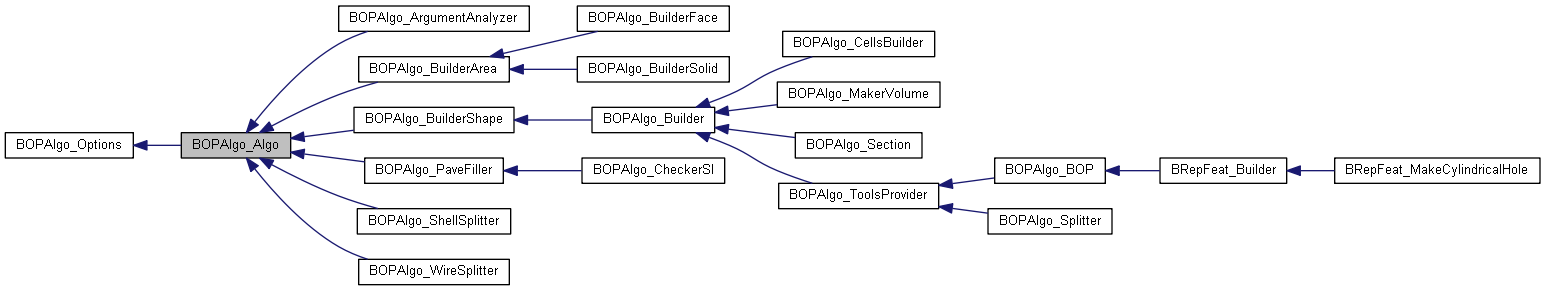 BOPAlgo_ArgumentAnalyzer
BOPAlgo_BuilderFace
BOPAlgo_CellsBuilder
BOPAlgo_BuilderArea
BOPAlgo_BuilderSolid
BOPAlgo_MakerVolume
BOPAlgo_BuilderShape
BOPAlgo_Builder
BOPAlgo_Options
BOPAlgo_Algo
BOPAlgo_Section
BOPAlgo_PaveFiller
BOPAlgo_CheckerSI
BOPAlgo_BOP
BRepFeat_Builder
BRepFeat_MakeCylindricalHole
BOPAlgo_ToolsProvider
BOPAlgo_ShellSplitter
BOPAlgo_Splitter
BOPAlgo_WireSplitter